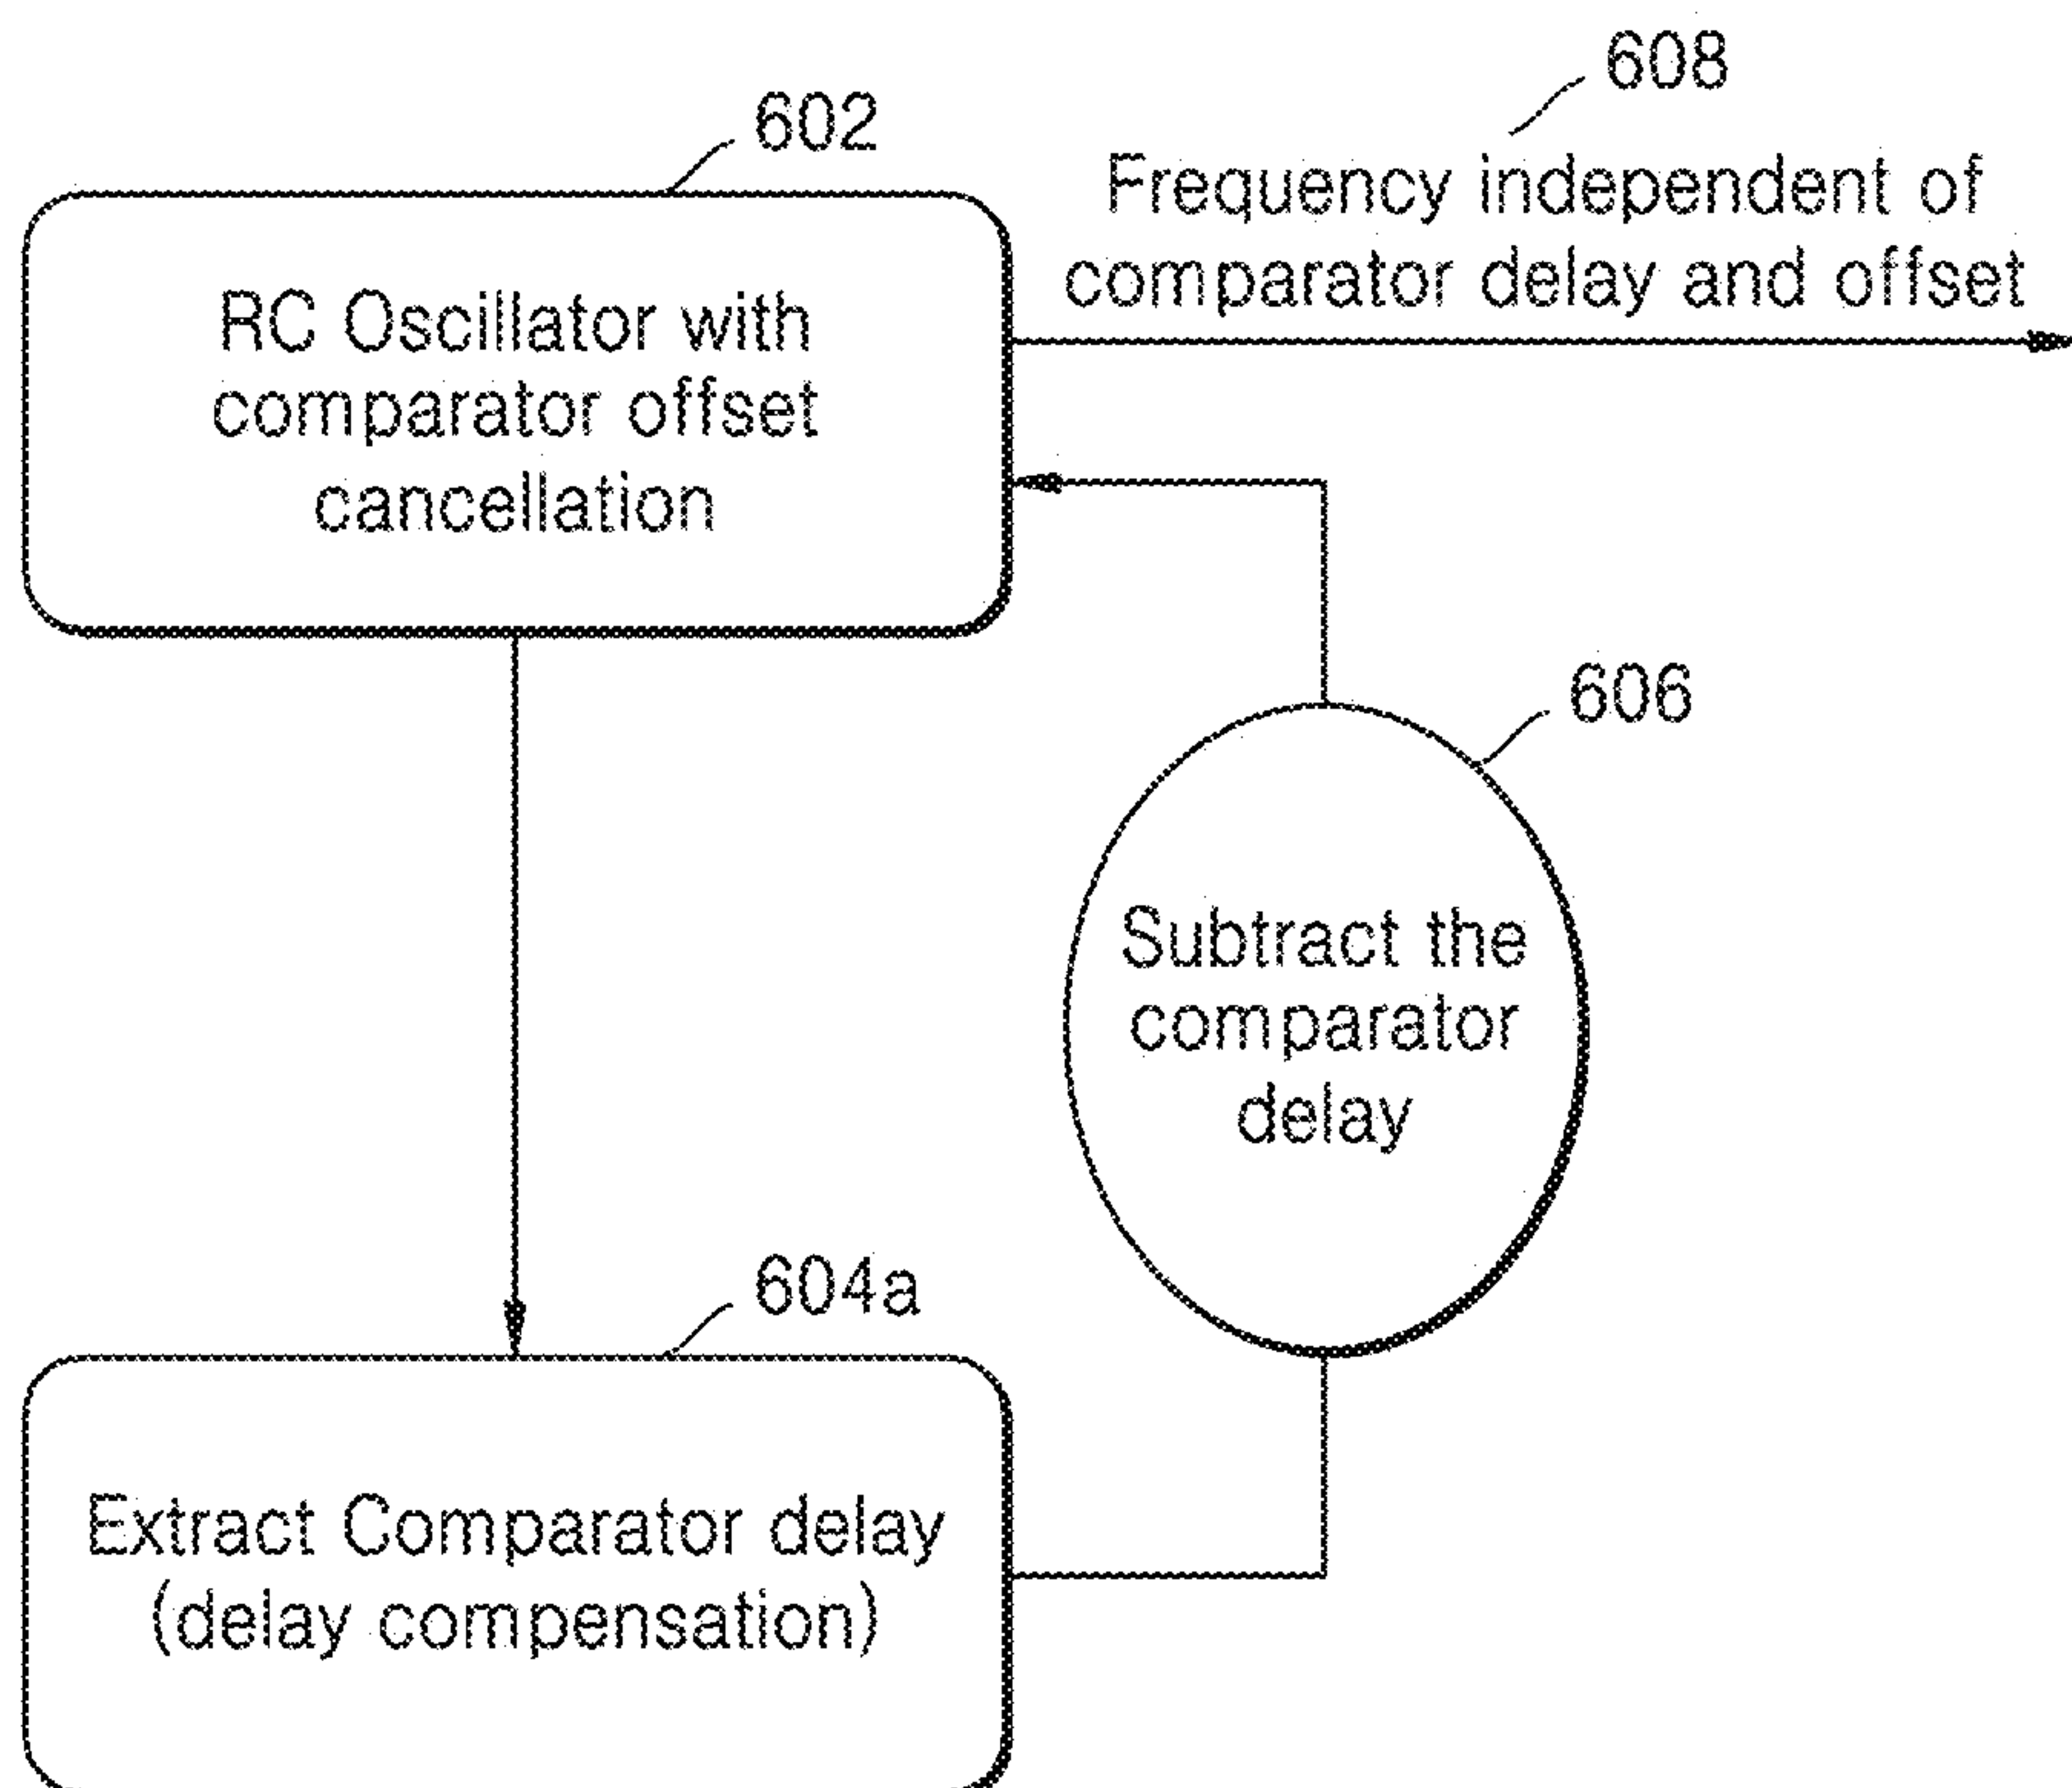 608
602
Frequency independent of
comparator delay and offset
RC Oscillator with
comparator offset
cancellation
606
Subtract the
comparator
delay
604a
Extract Comparator delay
(delay compensation)